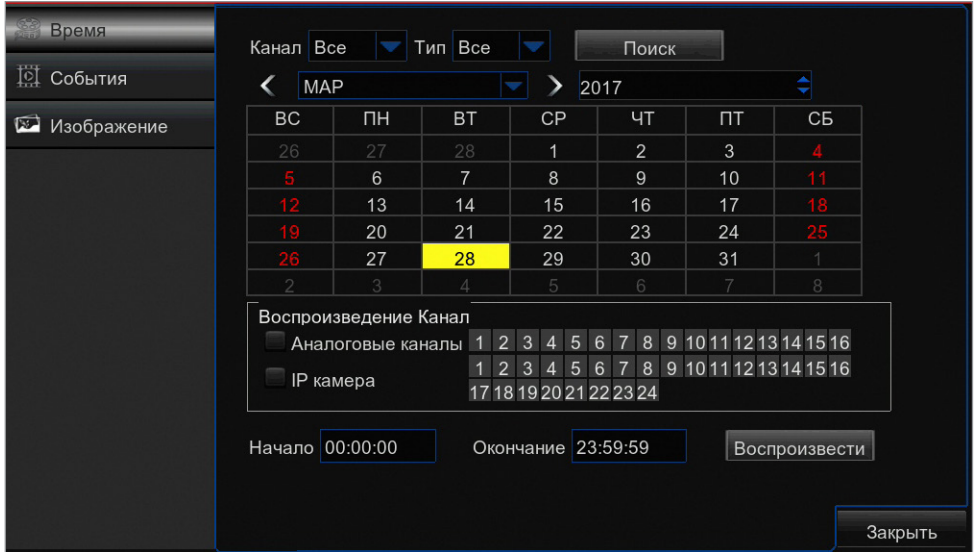 Время
События
Изображение
Канал Все Тип Все Поиск
МАР 2017
ВС ПН ВТ СР ЧТ ПТ СБ
26 27 28 1 2 3 4
5 6 7 8 9 10 11
12 13 14 15 16 17 18
19 20 21 22 23 24 25
26 27 28 29 30 31 1
2 3 4 5 6 7 8
Воспроизведение Канал
Аналоговые каналы 1 2 3 4 5 6 7 8 9 10 11 12 13 14 15 16
IP камера 1 2 3 4 5 6 7 8 9 10 11 12 13 14 15 16
17 18 19 20 21 22 23 24
Начало 00:00:00 Окончание 23:59:59 Воспроизвести
Закрыть